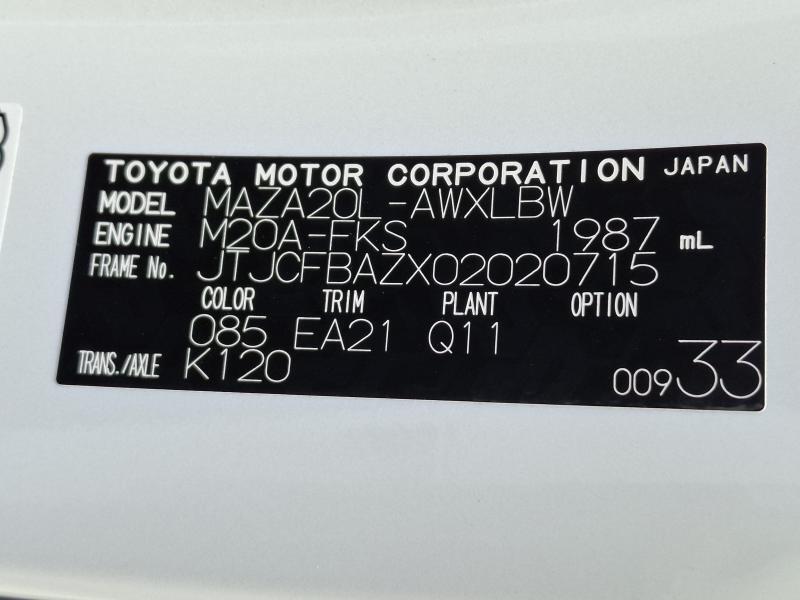 TOYOTA MOTOR CORPORATION JAPAN
MODEL MAZA20L-AWXLBW
ENGINE M20A-FKS 1987 mL
FRAME No. JTJCFBAZX02020715
COLOR TRIM PLANT OPTION
085 EA21 Q11
TRANS./AXLE K120 00933